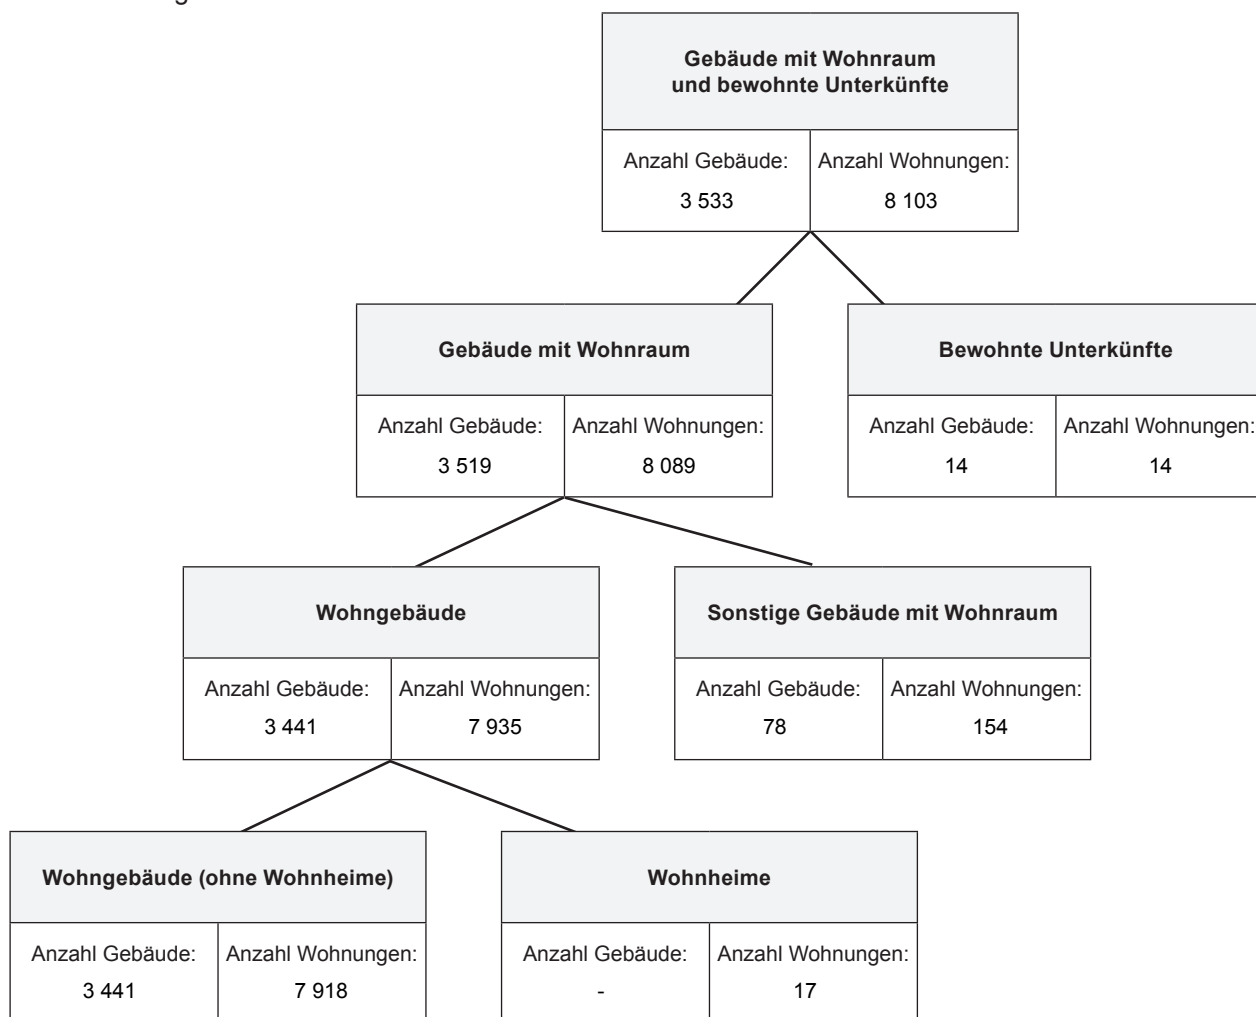 Gebäude mit Wohnraum
und bewohnte Unterkünfte
Anzahl Gebäude: Anzahl Wohnungen:
3 533 8 103
Gebäude mit Wohnraum
Bewohnte Unterkünfte
Anzahl Gebäude: Anzahl Wohnungen:
3 519 8 089
Anzahl Gebäude: Anzahl Wohnungen:
14 14
Wohngebäude
Sonstige Gebäude mit Wohnraum
Anzahl Gebäude: Anzahl Wohnungen:
3 441 7 935
Anzahl Gebäude: Anzahl Wohnungen:
78 154
Wohngebäude (ohne Wohnheime)
Wohnheime
Anzahl Gebäude: Anzahl Wohnungen:
3 441 7 918
Anzahl Gebäude: Anzahl Wohnungen:
- 17